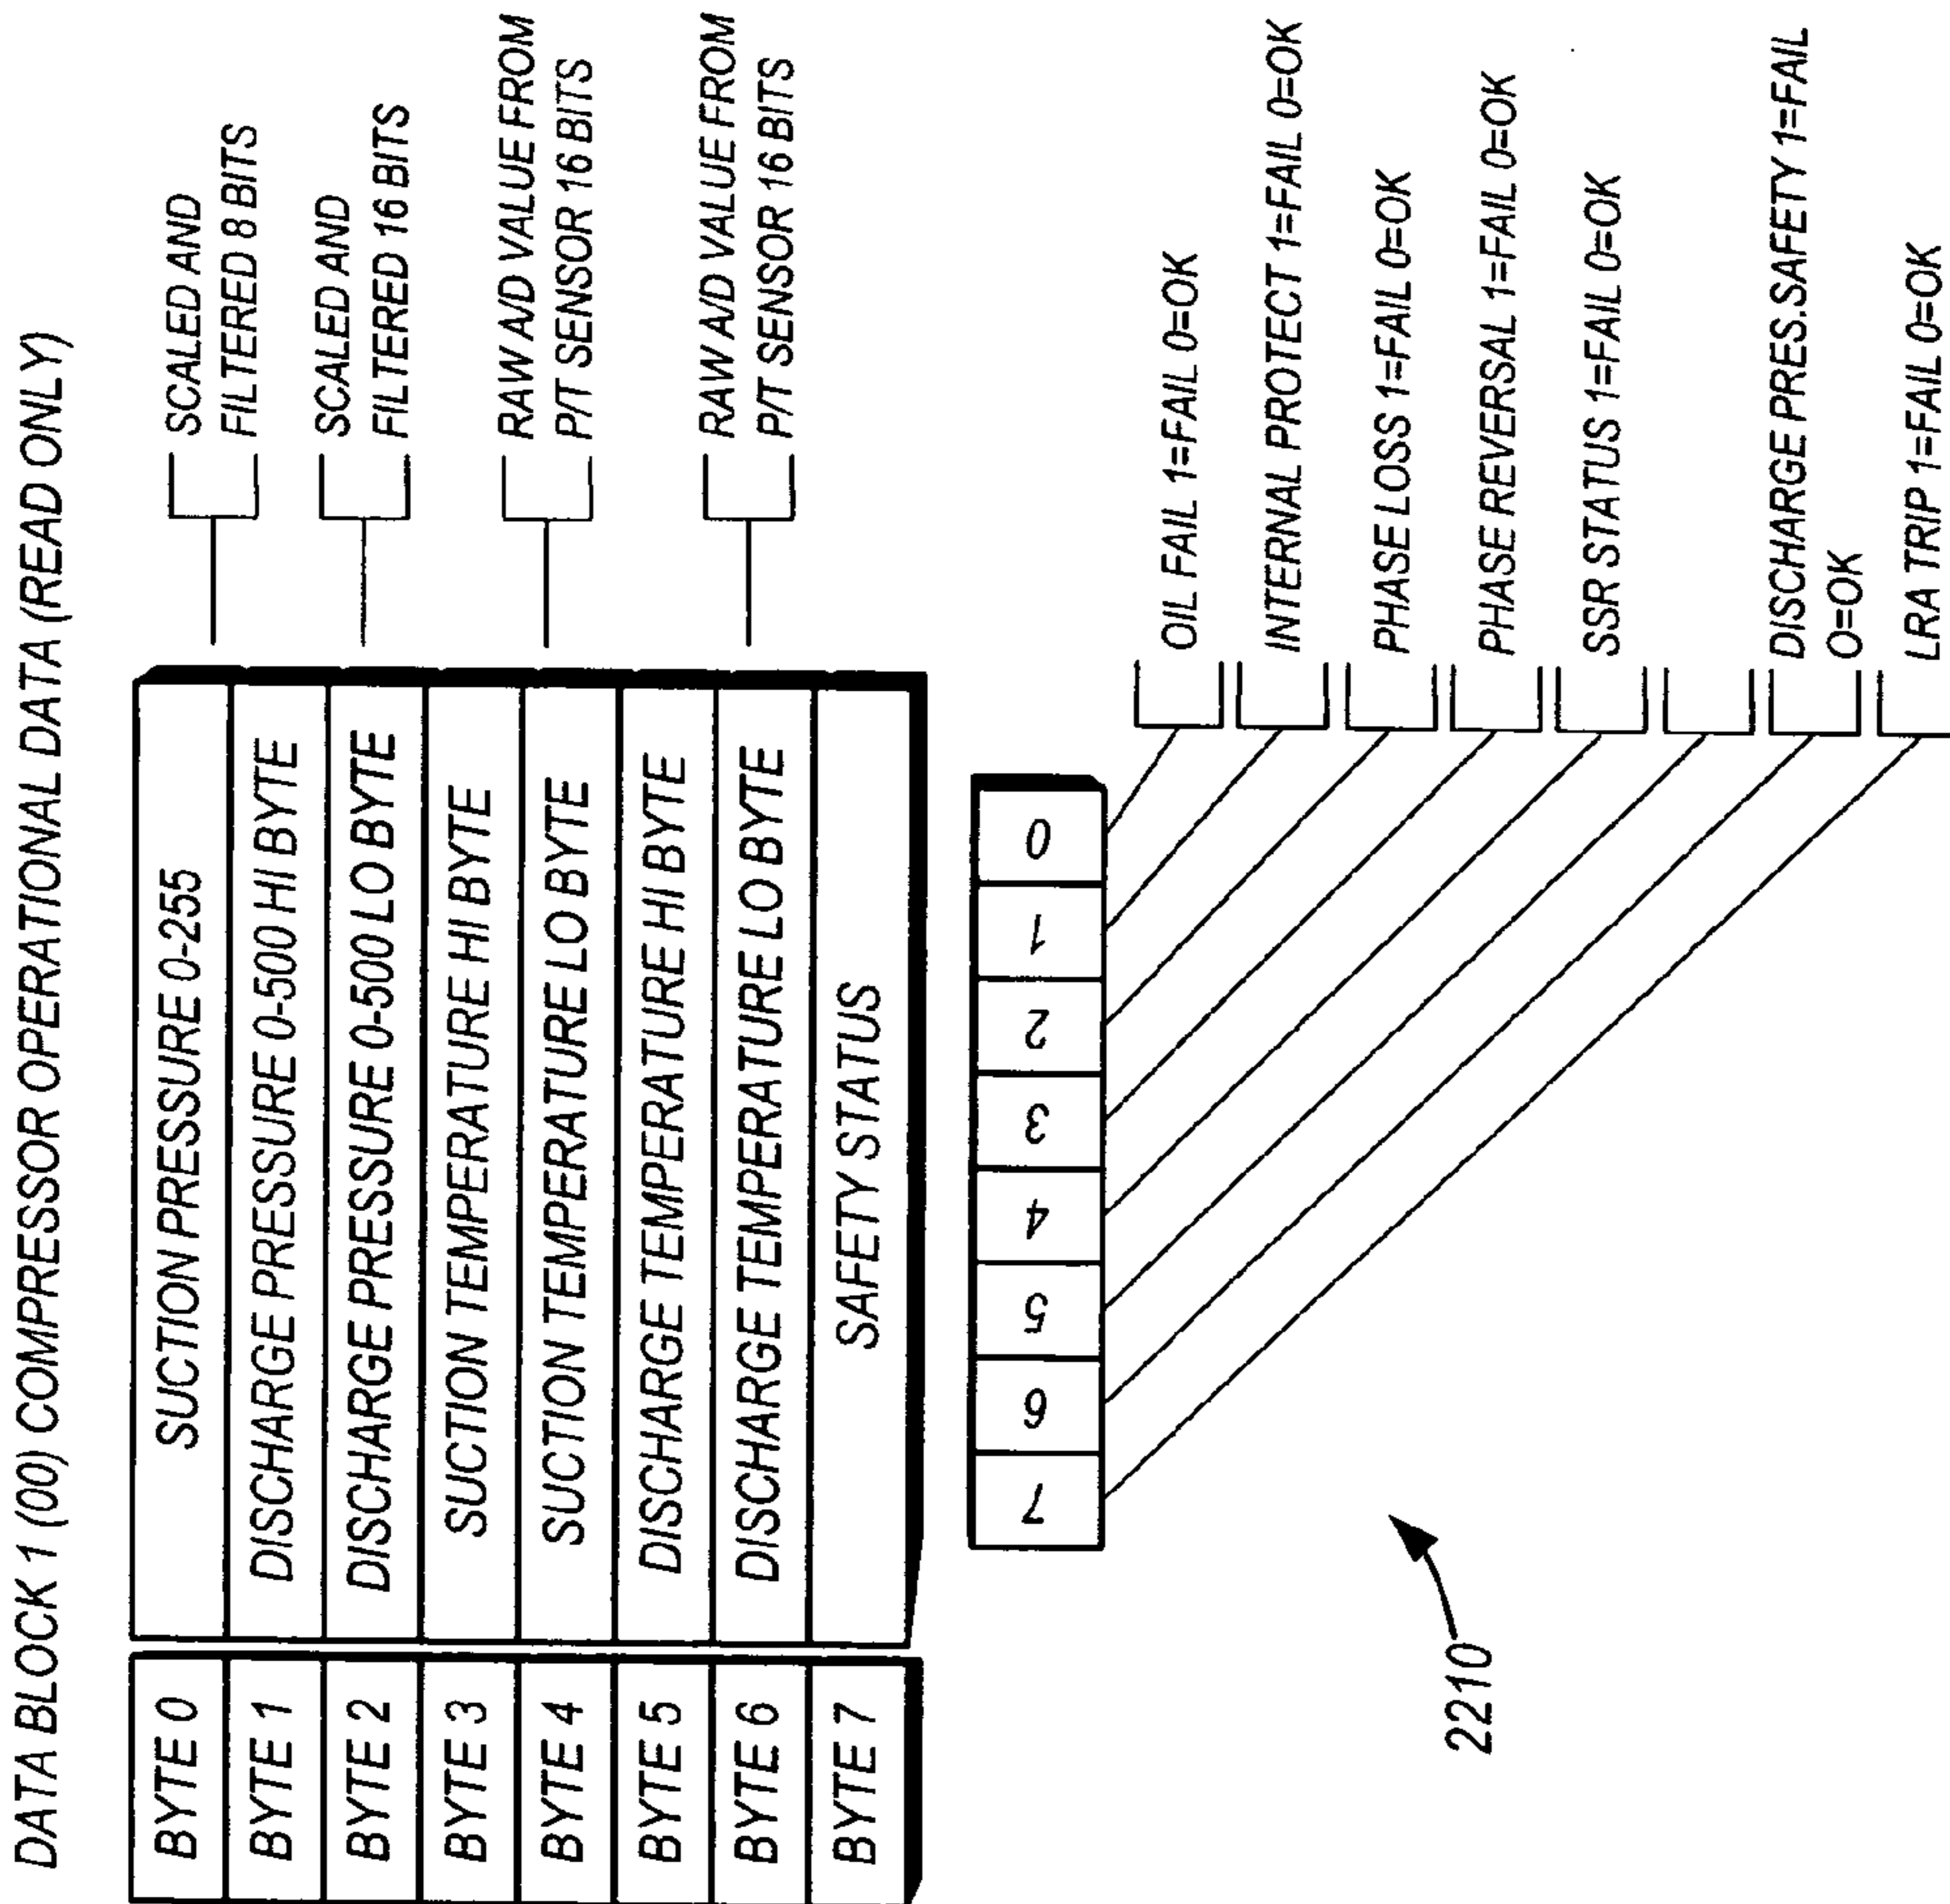 DATA BLOCK 1 (00) COMPRESSOR OPERATIONAL DATA (READ ONLY)
BYTE 0 SUCTION PRESSURE 0-255
SCALED AND
FILTERED 8 BITS
BYTE 1 DISCHARGE PRESSURE 0-500 HI BYTE
BYTE 2 DISCHARGE PRESSURE 0-500 LO BYTE
SCALED AND
FILTERED 16 BITS
BYTE 3 SUCTION TEMPERATURE HI BYTE
BYTE 4 SUCTION TEMPERATURE LO BYTE
RAW A/D VALUE FROM
P/T SENSOR 16 BITS
BYTE 5 DISCHARGE TEMPERATURE HI BYTE
BYTE 6 DISCHARGE TEMPERATURE LO BYTE
RAW A/D VALUE FROM
P/T SENSOR 16 BITS
BYTE 7 SAFETY STATUS
7 6 5 4 3 2 1 0
OIL FAIL 1=FAIL 0=OK
INTERNAL PROTECT 1=FAIL 0=OK
PHASE LOSS 1=FAIL 0=OK
PHASE REVERSAL 1=FAIL 0=OK
SSR STATUS 1=FAIL 0=OK
DISCHARGE PRES.SAFETY 1=FAIL
O=OK
LRA TRIP 1=FAIL 0=OK
2210